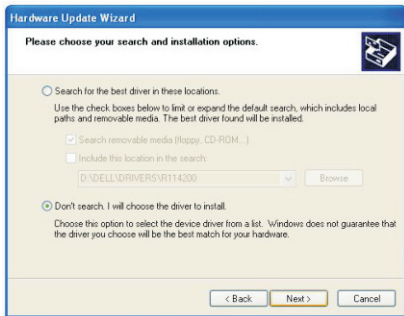 Hardware Update Wizard
Please choose your search and installation options.
Search for the best driver in these locations.
Use the check boxes below to limit or expand the default search, which includes local
paths and removable media. The best driver found will be installed.
Search removable media (floppy, CD-ROM...)
Include this location in the search:
D:\DELL\DRIVERS\R114200
Browse
Don't search. I will choose the driver to install.
Choose this option to select the device driver from a list. Windows does not guarantee that
the driver you choose will be the best match for your hardware.
< Back Next > Cancel